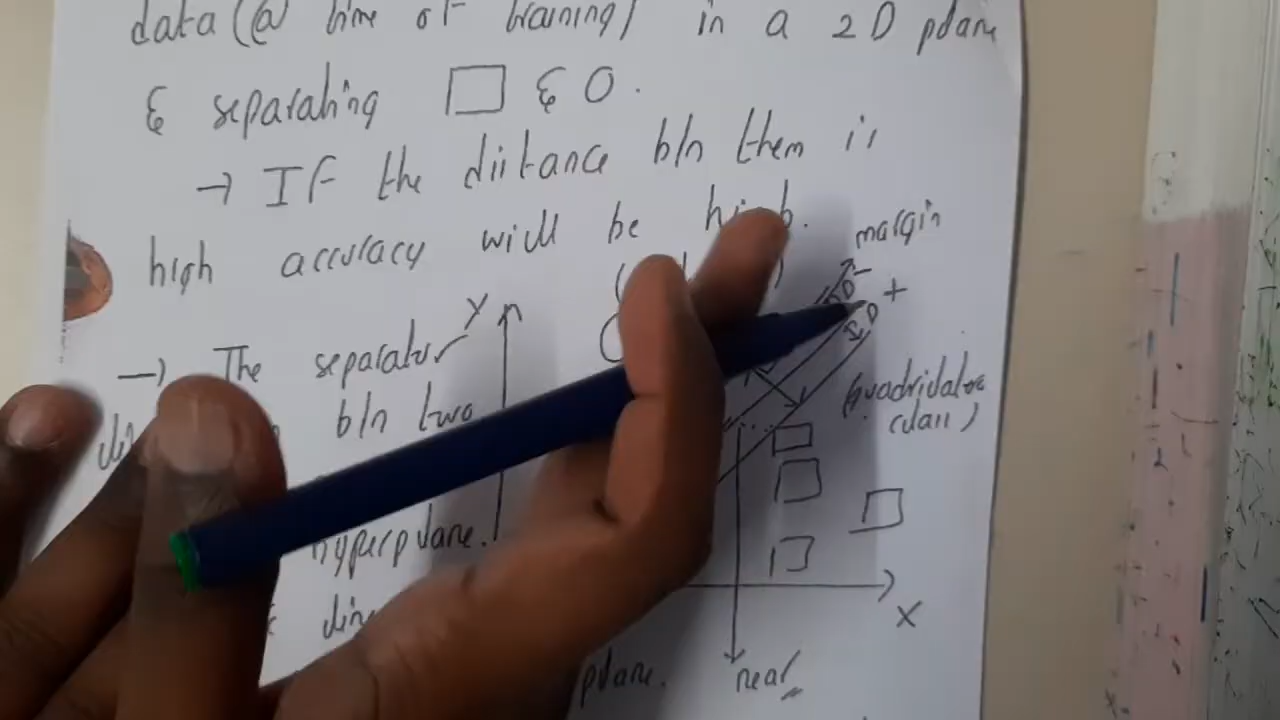 data (@ time of training) in a 2D plane
& separating □ & O.
→ IF the distance b/n them is
high accuracy will be high.
margin
Y
D -
D +
→ The separator
b/n two
class)
hyperplane.
X
plane.
near